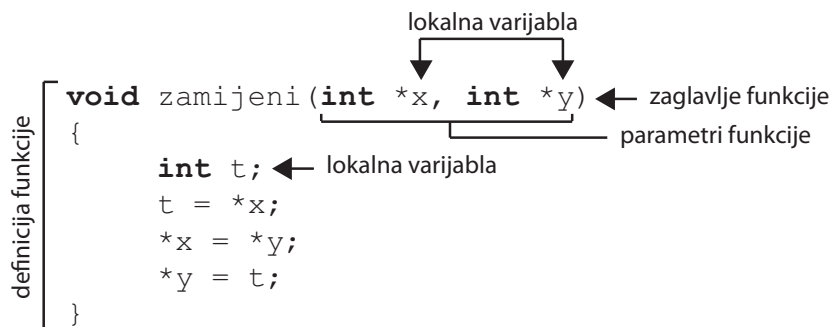 lokalna varijabla
void zamijeni(int *x, int *y) zaglavlje funkcije
{ parametri funkcije
int t; lokalna varijabla
t = *x;
*x = *y;
*y = t;
}
definicija funkcije